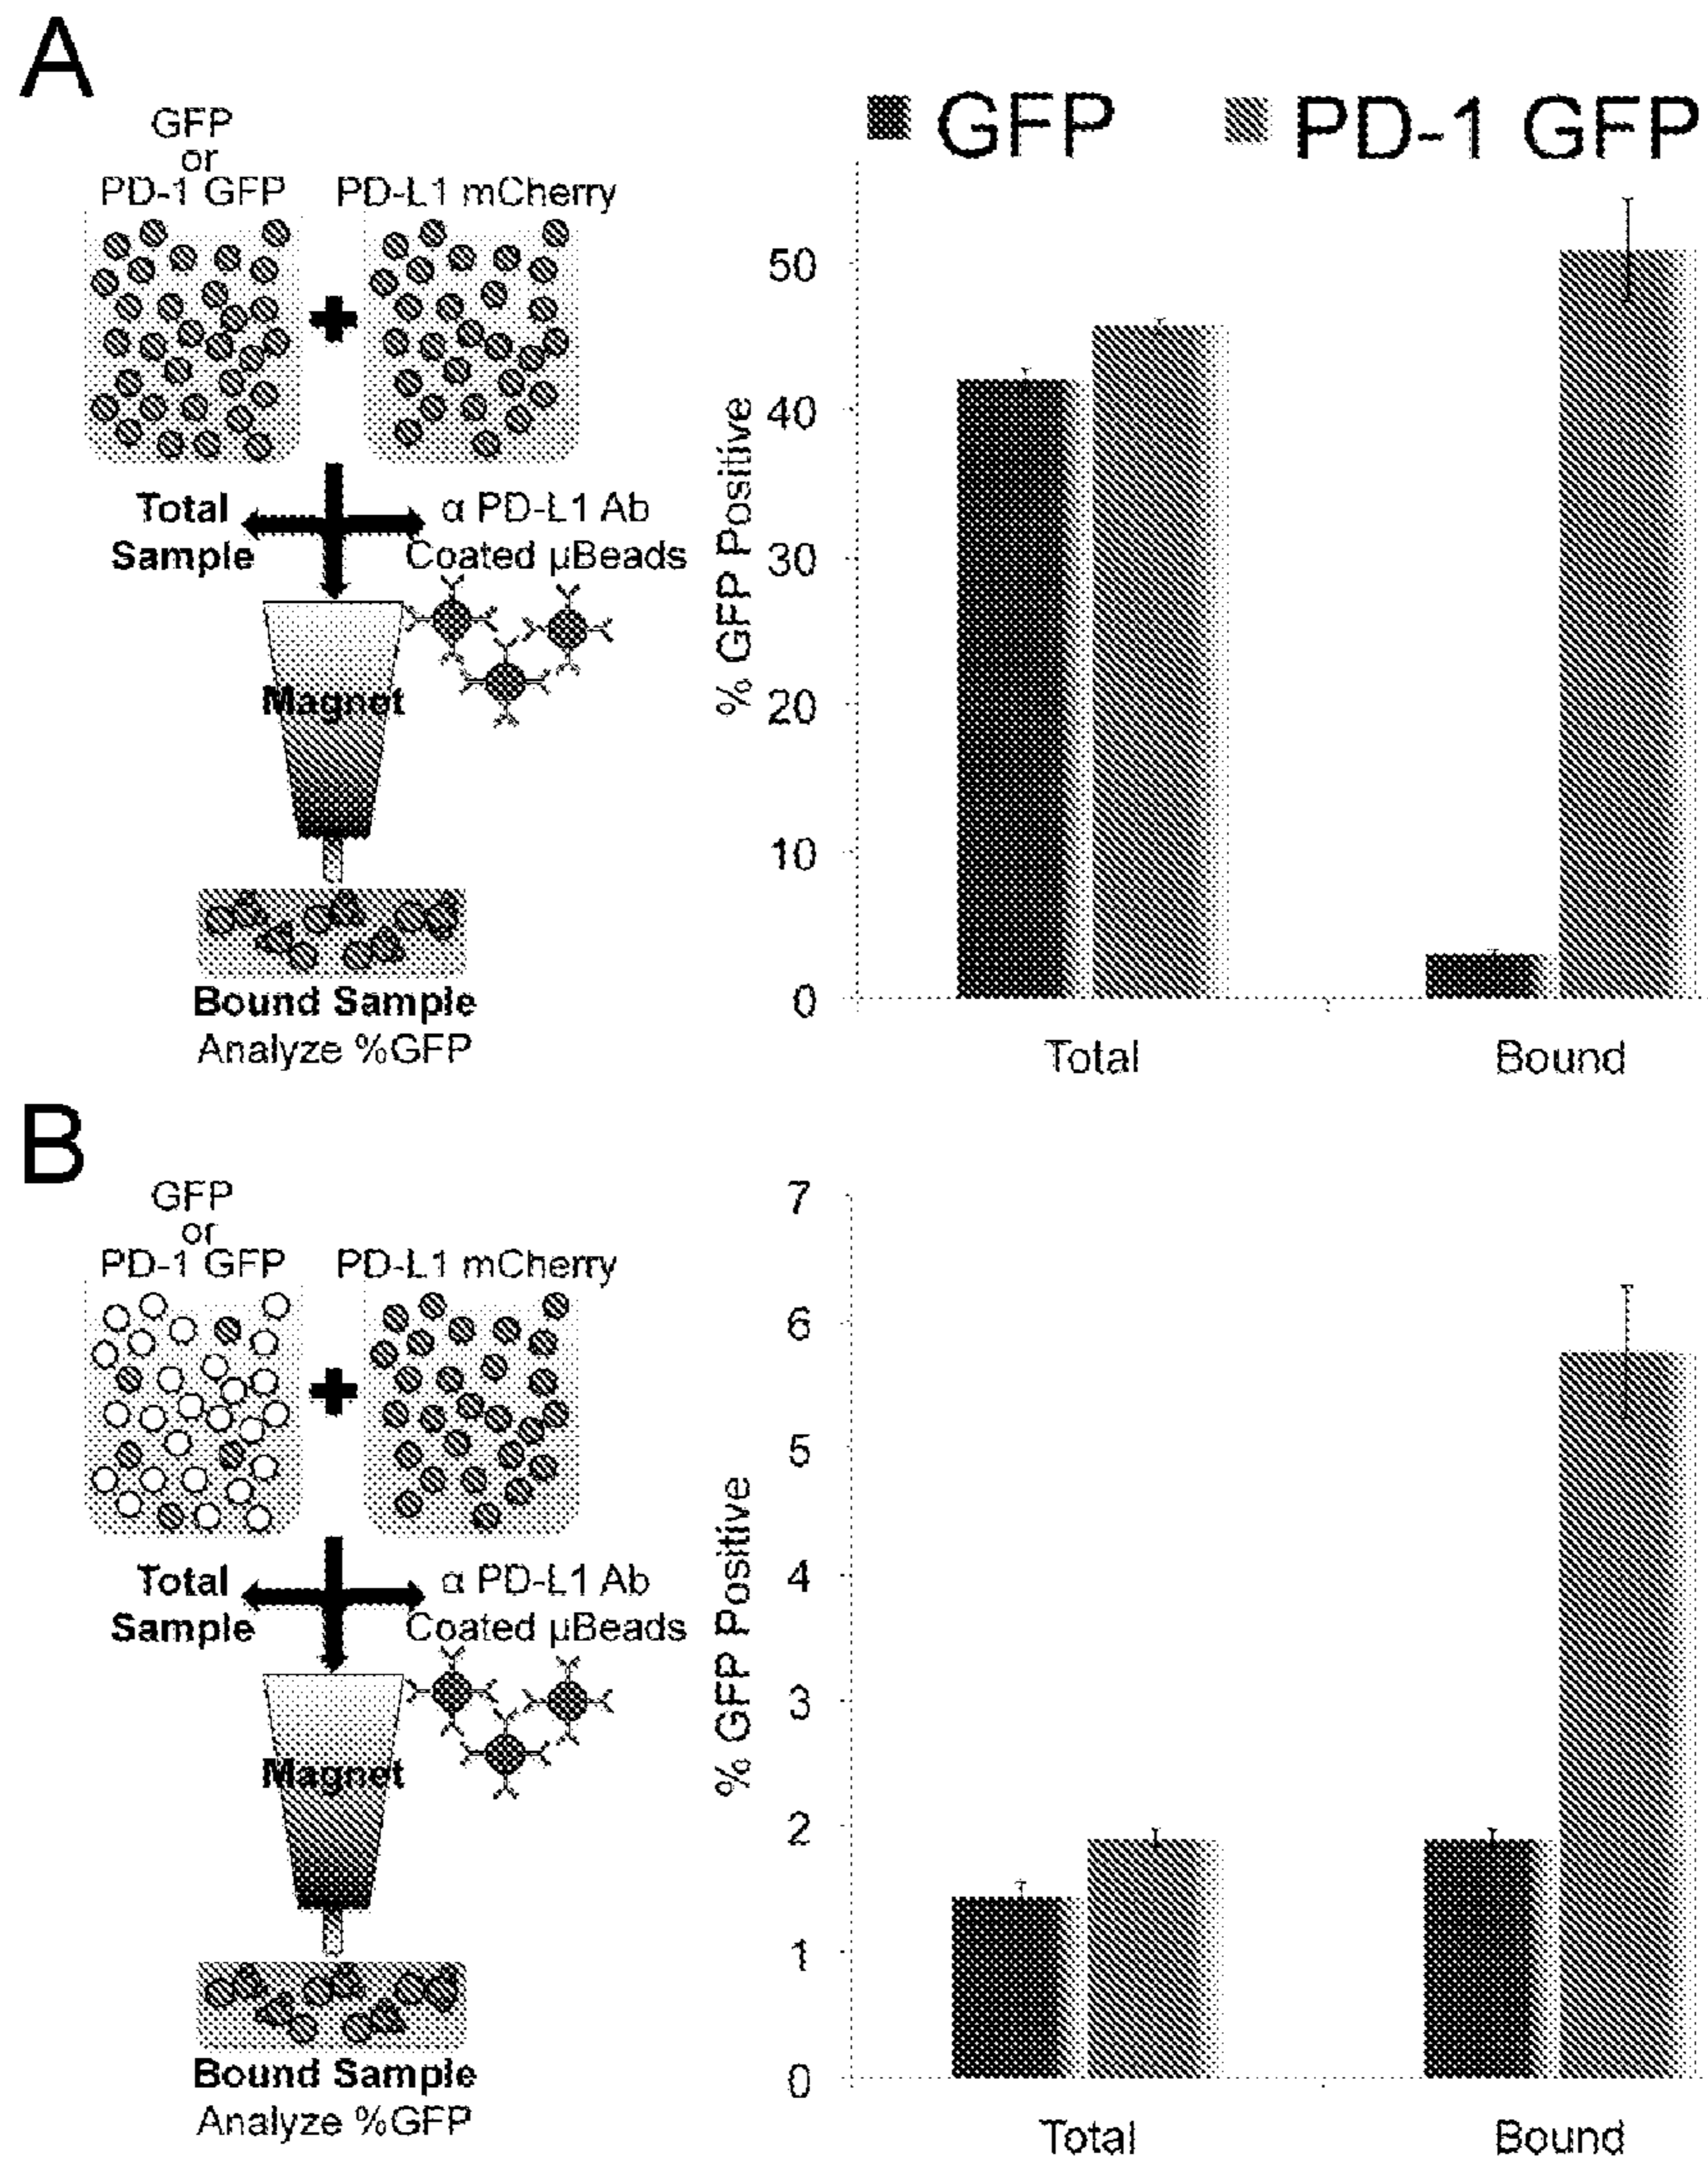 A
GFP
or
PD-1 GFP
PD-L1 mCherry
Total
Sample
α PD-L1 Ab
Coated µBeads
Magnet
Bound Sample
Analyze %GFP
GFP
PD-1 GFP
% GFP Positive
50
40
30
20
10
0
Total
Bound
B
GFP
or
PD-1 GFP
PD-L1 mCherry
Total
Sample
α PD-L1 Ab
Coated µBeads
Magnet
Bound Sample
Analyze %GFP
% GFP Positive
7
6
5
4
3
2
1
0
Total
Bound